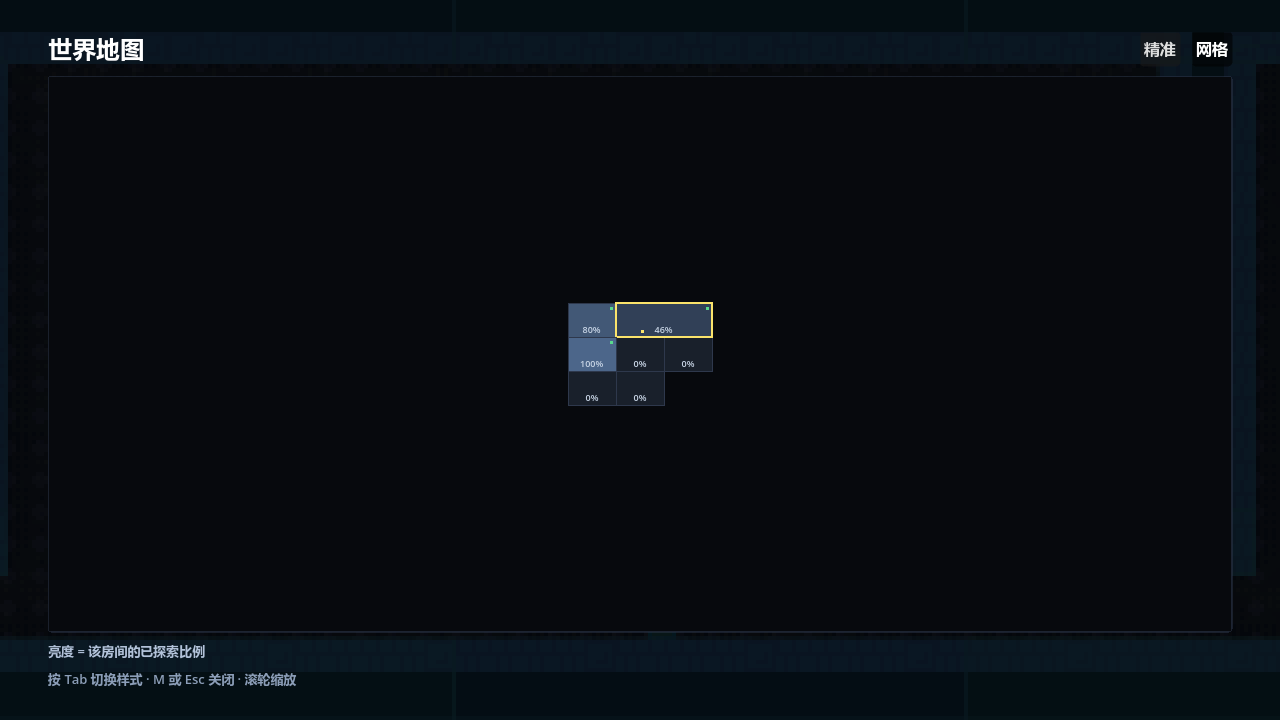 世界地图
精准 网格
80% 46%
100% 0% 0%
0% 0%
亮度 = 该房间的已探索比例
按 Tab 切换样式 · M 或 Esc 关闭 · 滚轮缩放